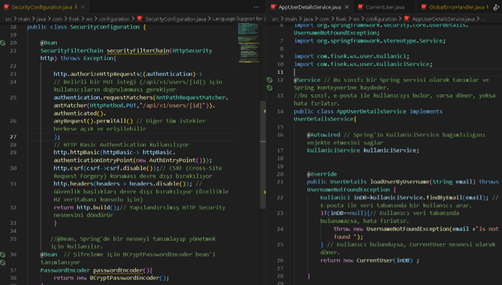 SecurityConfiguration.java
src > main > java > com > fisek > ws > configuration > SecurityConfiguration.java > Language Support for
public class SecurityConfiguration {
@Bean
SecurityFilterChain securityFilterChain(HttpSecurity
http) throws Exception{
http.authorizeHttpRequests((authentication)->
// Belirli bir PUT isteği (/api/v1/users/{id}) için
kullanıcıların doğrulanması gerekiyor
authentication.requestMatchers(AntPathRequestMatcher.
antMatcher(HttpMethod.PUT,"/api/v1/users/{id}")).
authenticated().
anyRequest().permitAll() // Diğer tüm istekler
herkese açık ve erişilebilir
);
// HTTP Basic Authentication Kullanılıyor
http.httpBasic(httpBasic-> httpBasic.
authenticationEntryPoint(new AuthEntryPoint()));
http.csrf(csrf->csrf.disable());// CSRF (Cross-Site
Request Forgery) koruması devre dışı bırakılıyor
http.headers(headers-> headers.disable()); //
Güvenlik başlıkları devre dışı bırakılıyor (Özellikle
H2 veritabanı konsolu için)
return http.build();// Yapılandırılmış HTTP Security
nesnesini döndürür
}
//@Bean, Spring'de bir nesneyi tanımlayıp yönetmek
için kullanılır.
@Bean // Şifreleme için BCryptPasswordEncoder bean'i
tanımlanıyor
PasswordEncoder passwordEncoder(){
return new BCryptPasswordEncoder();
}
AppUserDetailsService.java
CurrentUser.java
GlobalErrorHandler.java
src > main > java > com > fisek > ws > configuration > AppUserDetailsService.java
import org.springframework.security.core.userdetails.
UsernameNotFoundException;
import org.springframework.stereotype.Service;
import com.fisek.ws.user.Kullanici;
import com.fisek.ws.user.KullaniciService;
@Service // Bu sınıfı bir Spring servisi olarak tanımlar ve
Spring konteynerine kaydeder.
//bu sınıf, e-posta ile kullanıcıyı bulur, varsa döner, yoksa
hata fırlatır.
public class AppUserDetailsService implements
UserDetailsService{
@Autowired // Spring'in KullaniciService bağımlılığını
enjekte etmesini sağlar
KullaniciService kullaniciService;
@Override
public UserDetails loadUserByUsername(String email) throws
UsernameNotFoundException {
Kullanici inDB=kullaniciService.findByEmail(email); //
E-posta ile veri tabanında bir kullanıcı arar.
if(inDB==null){// Kullanıcı veri tabanında
bulunamazsa, hata fırlatır.
throw new UsernameNotFoundException(email +"is not
found ");
} // Kullanıcı bulunduysa, CurrentUser nesnesi olarak
döner.
return new CurrentUser(inDB) ;
}